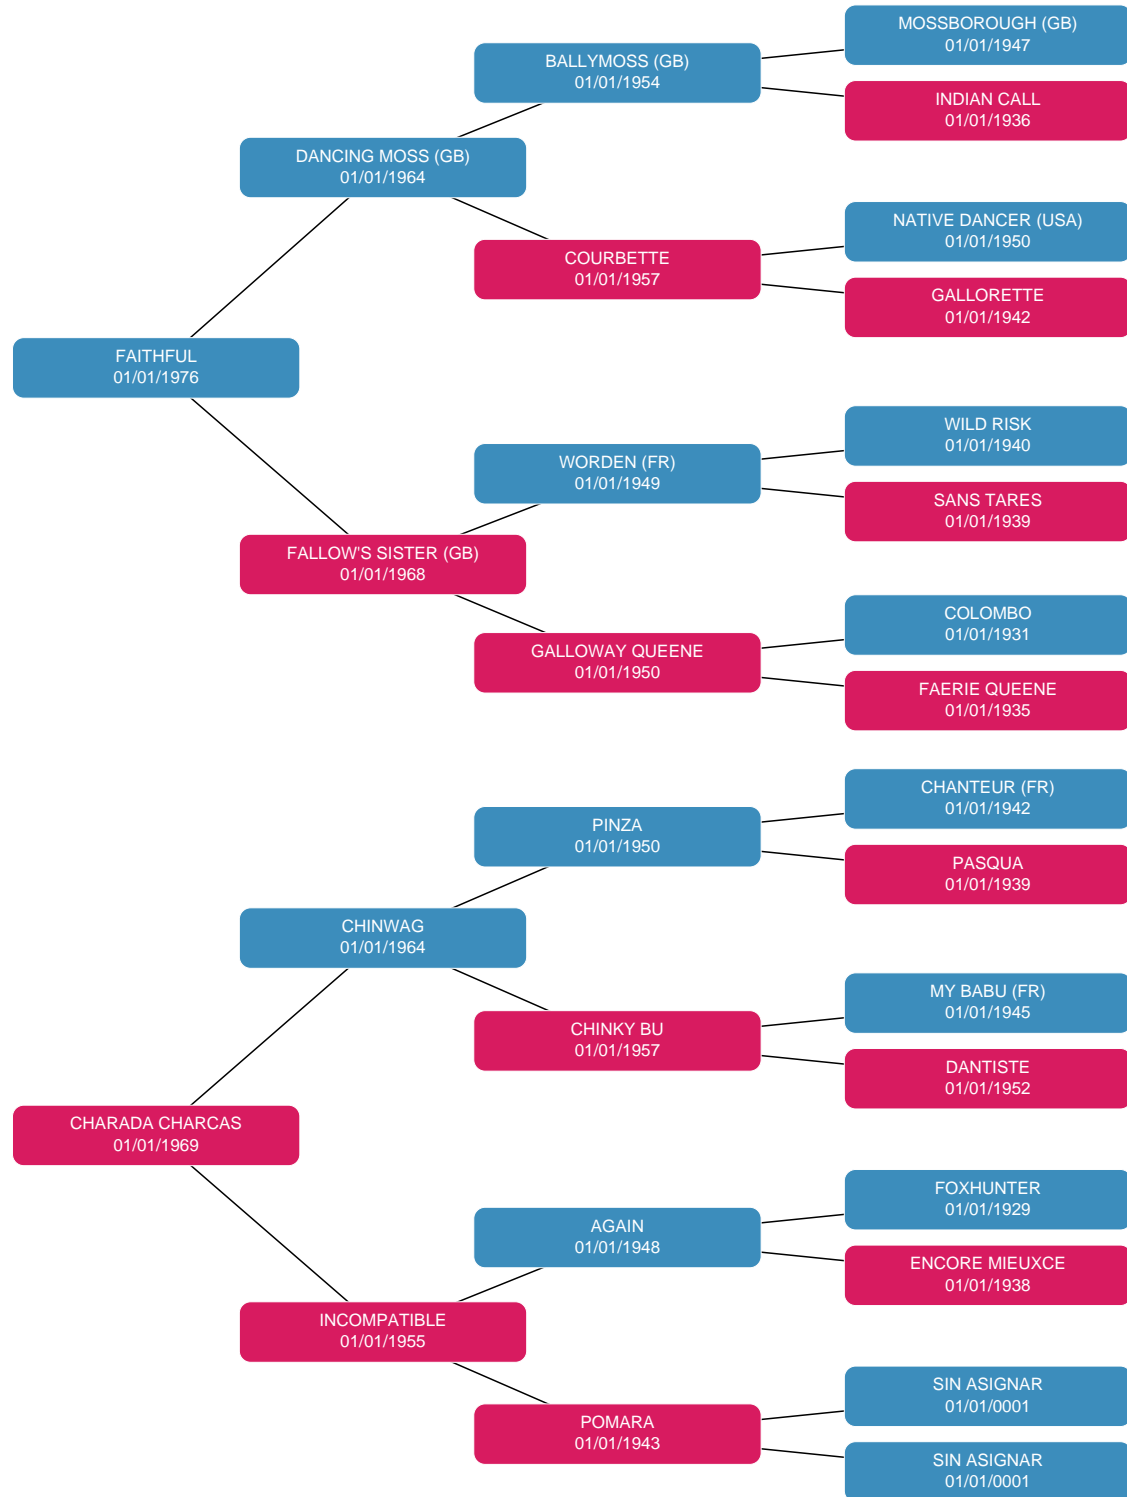 MOSSBOROUGH (GB)
01/01/1947
BALLYMOSS (GB)
01/01/1954
INDIAN CALL
01/01/1936
DANCING MOSS (GB)
01/01/1964
NATIVE DANCER (USA)
01/01/1950
COURBETTE
01/01/1957
GALLORETTE
01/01/1942
FAITHFUL
01/01/1976
WILD RISK
01/01/1940
WORDEN (FR)
01/01/1949
SANS TARES
01/01/1939
FALLOW'S SISTER (GB)
01/01/1968
COLOMBO
01/01/1931
GALLOWAY QUEENE
01/01/1950
FAERIE QUEENE
01/01/1935
CHANTEUR (FR)
01/01/1942
PINZA
01/01/1950
PASQUA
01/01/1939
CHINWAG
01/01/1964
MY BABU (FR)
01/01/1945
CHINKY BU
01/01/1957
DANTISTE
01/01/1952
CHARADA CHARCAS
01/01/1969
FOXHUNTER
01/01/1929
AGAIN
01/01/1948
ENCORE MIEUXCE
01/01/1938
INCOMPATIBLE
01/01/1955
SIN ASIGNAR
01/01/0001
POMARA
01/01/1943
SIN ASIGNAR
01/01/0001